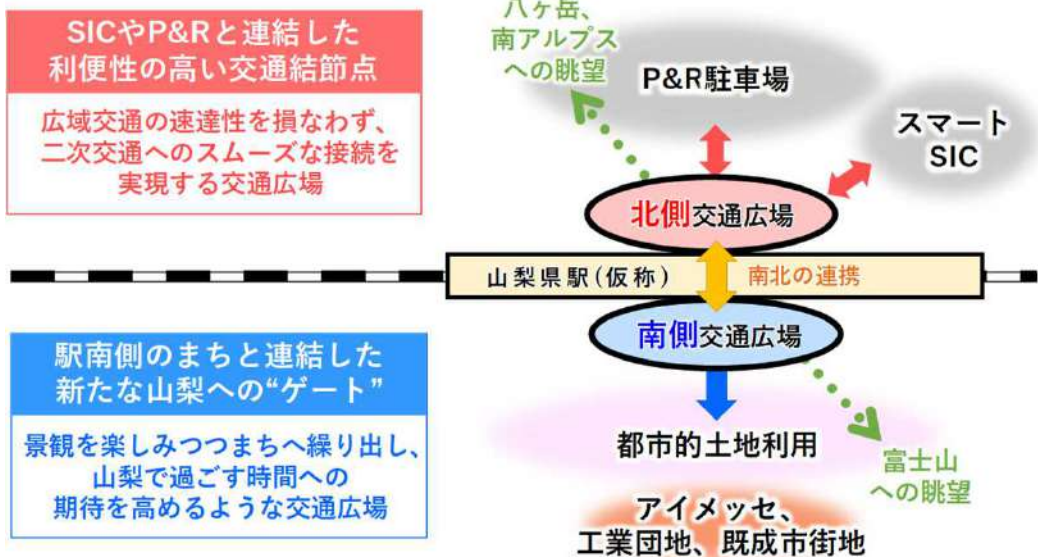 SICやP&Rと連結した
利便性の高い交通結節点
広域交通の速達性を損なわず、
二次交通へのスムーズな接続を
実現する交通広場
八ヶ岳、
南アルプス
への眺望
P&R駐車場
スマート
SIC
北側交通広場
山梨県駅(仮称)
南北の連携
南側交通広場
駅南側のまちと連結した
新たな山梨への“ゲート”
景観を楽しみつつまちへ繰り出し、
山梨で過ごす時間への
期待を高めるような交通広場
都市的土地利用
富士山
への眺望
アイメッセ、
工業団地、既成市街地